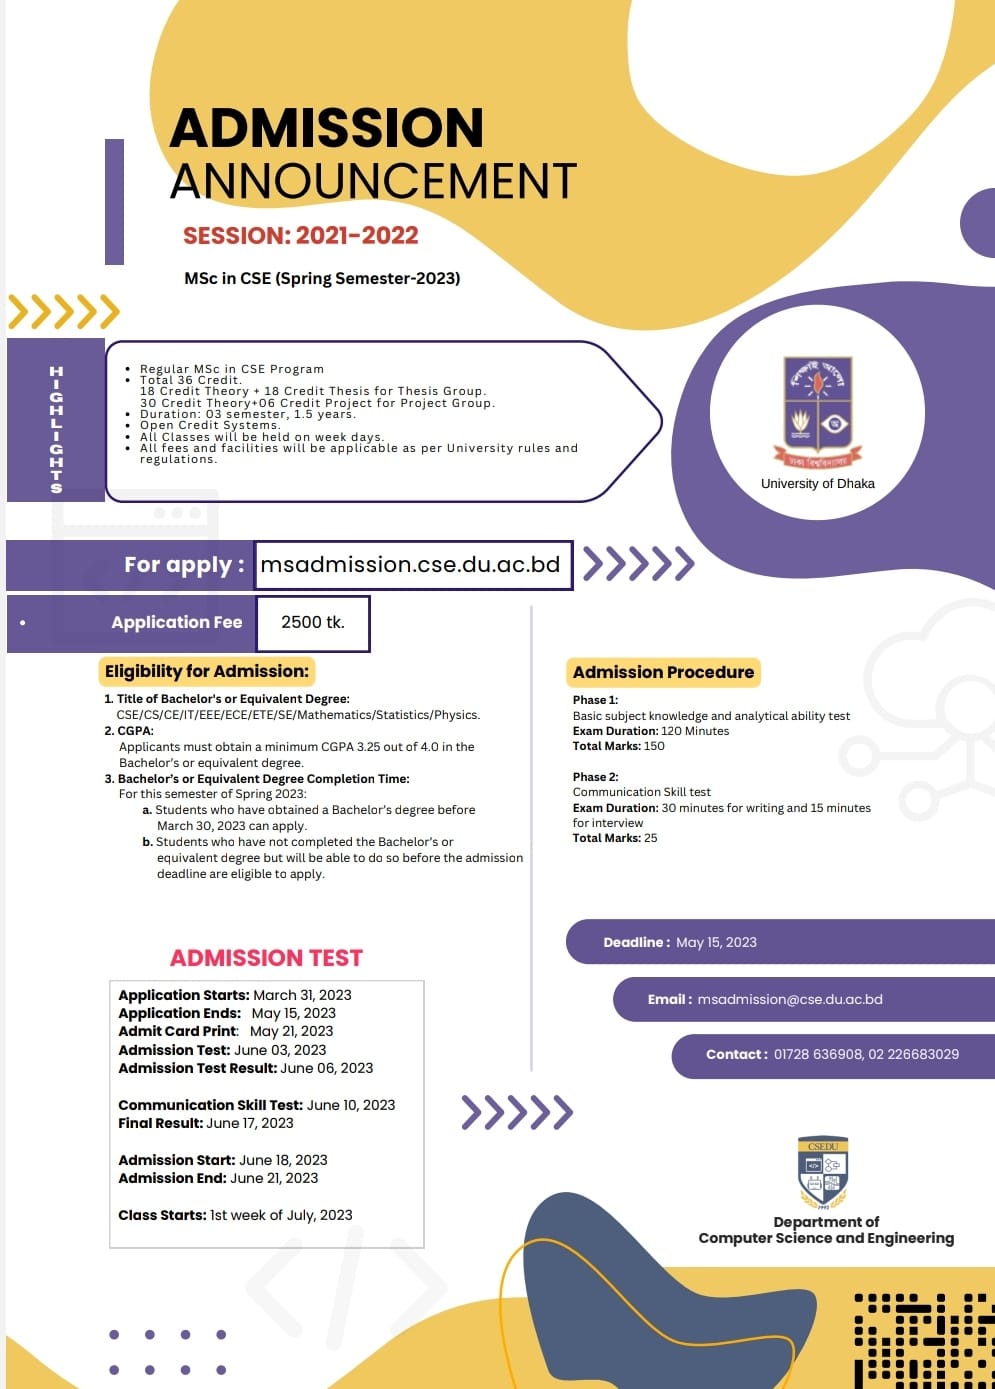 ADMISSION
ANNOUNCEMENT
SESSION: 2021-2022
MSc in CSE (Spring Semester-2023)
HIGHLIGHTS
• Regular MSc in CSE Program
• Total 36 Credit.
18 Credit Theory + 18 Credit Thesis for Thesis Group.
30 Credit Theory+06 Credit Project for Project Group.
• Duration: 03 semester, 1.5 years.
• Open Credit Systems.
• All Classes will be held on week days.
• All fees and facilities will be applicable as per University rules and
regulations.
শিক্ষাই আলো
ঢাকা বিশ্ববিদ্যালয়
University of Dhaka
For apply : msadmission.cse.du.ac.bd
• Application Fee 2500 tk.
Eligibility for Admission:
1. Title of Bachelor's or Equivalent Degree:
CSE/CS/CE/IT/EEE/ECE/ETE/SE/Mathematics/Statistics/Physics.
2. CGPA:
Applicants must obtain a minimum CGPA 3.25 out of 4.0 in the
Bachelor's or equivalent degree.
3. Bachelor's or Equivalent Degree Completion Time:
For this semester of Spring 2023:
a. Students who have obtained a Bachelor's degree before
March 30, 2023 can apply.
b. Students who have not completed the Bachelor's or
equivalent degree but will be able to do so before the admission
deadline are eligible to apply.
Admission Procedure
Phase 1:
Basic subject knowledge and analytical ability test
Exam Duration: 120 Minutes
Total Marks: 150
Phase 2:
Communication Skill test
Exam Duration: 30 minutes for writing and 15 minutes
for interview
Total Marks: 25
ADMISSION TEST
Application Starts: March 31, 2023
Application Ends: May 15, 2023
Admit Card Print: May 21, 2023
Admission Test: June 03, 2023
Admission Test Result: June 06, 2023
Communication Skill Test: June 10, 2023
Final Result: June 17, 2023
Admission Start: June 18, 2023
Admission End: June 21, 2023
Class Starts: 1st week of July, 2023
Deadline : May 15, 2023
Email : msadmission@cse.du.ac.bd
Contact : 01728 636908, 02 226683029
CSEDU
1992
Department of
Computer Science and Engineering